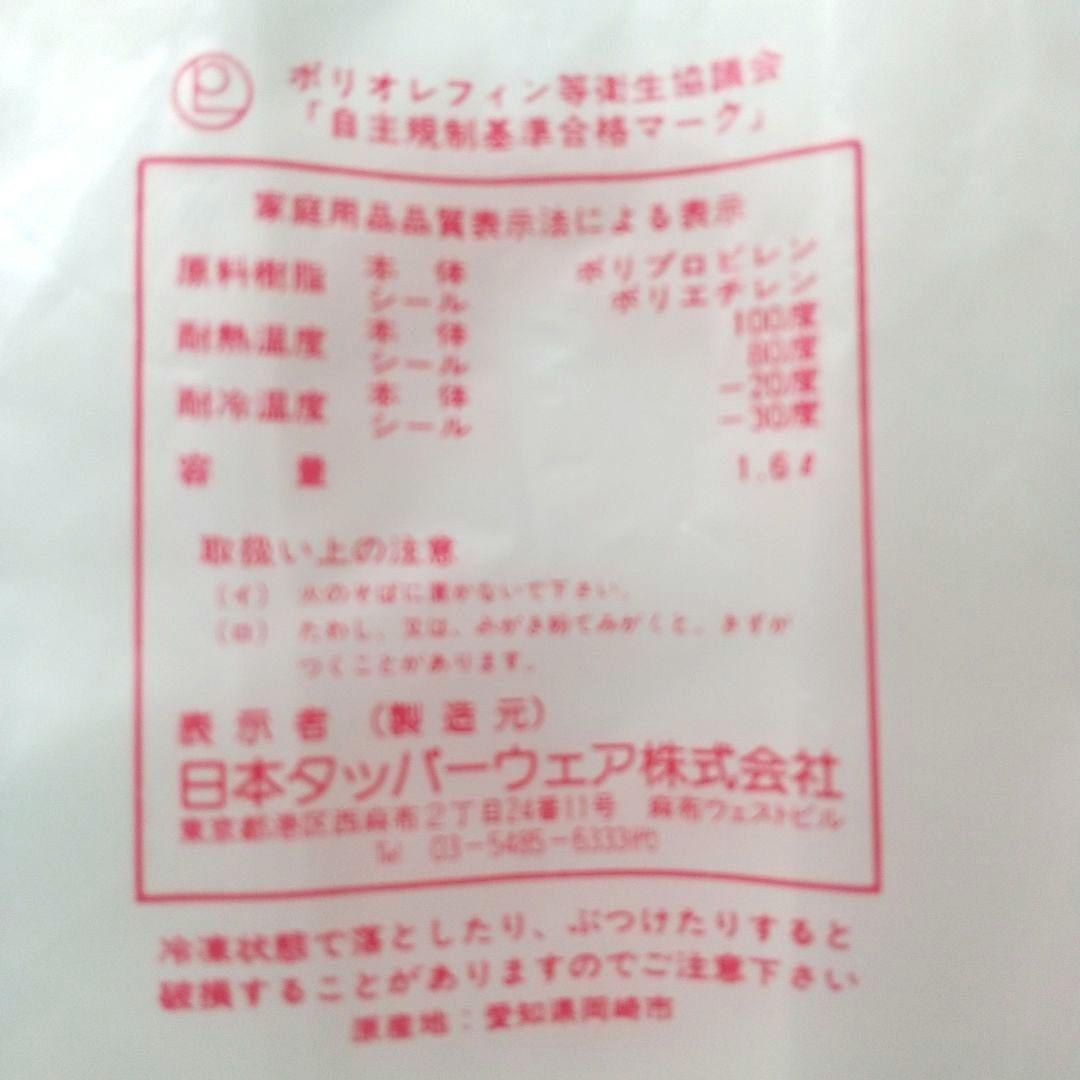 ポリオレフィン等衛生協議会
「自主規制基準合格マーク」
家庭用品品質表示法による表示
原料樹脂 本体 ポリプロピレン
シール ポリエチレン
耐熱温度 本体 100度
シール 80度
耐冷温度 本体 －20度
シール －30度
容量 1.6ℓ
取扱い上の注意
（イ） 火のそばに置かないで下さい。
（ロ） たわし、又は、みがき粉でみがくと、きずが
つくことがあります。
表示者（製造元）
日本タッパーウェア株式会社
東京都港区西麻布2丁目24番11号 麻布ウェストビル
Tel 03－5485－6333㈹
冷凍状態で落としたり、ぶつけたりすると
破損することがありますのでご注意下さい
原産地：愛知県岡崎市